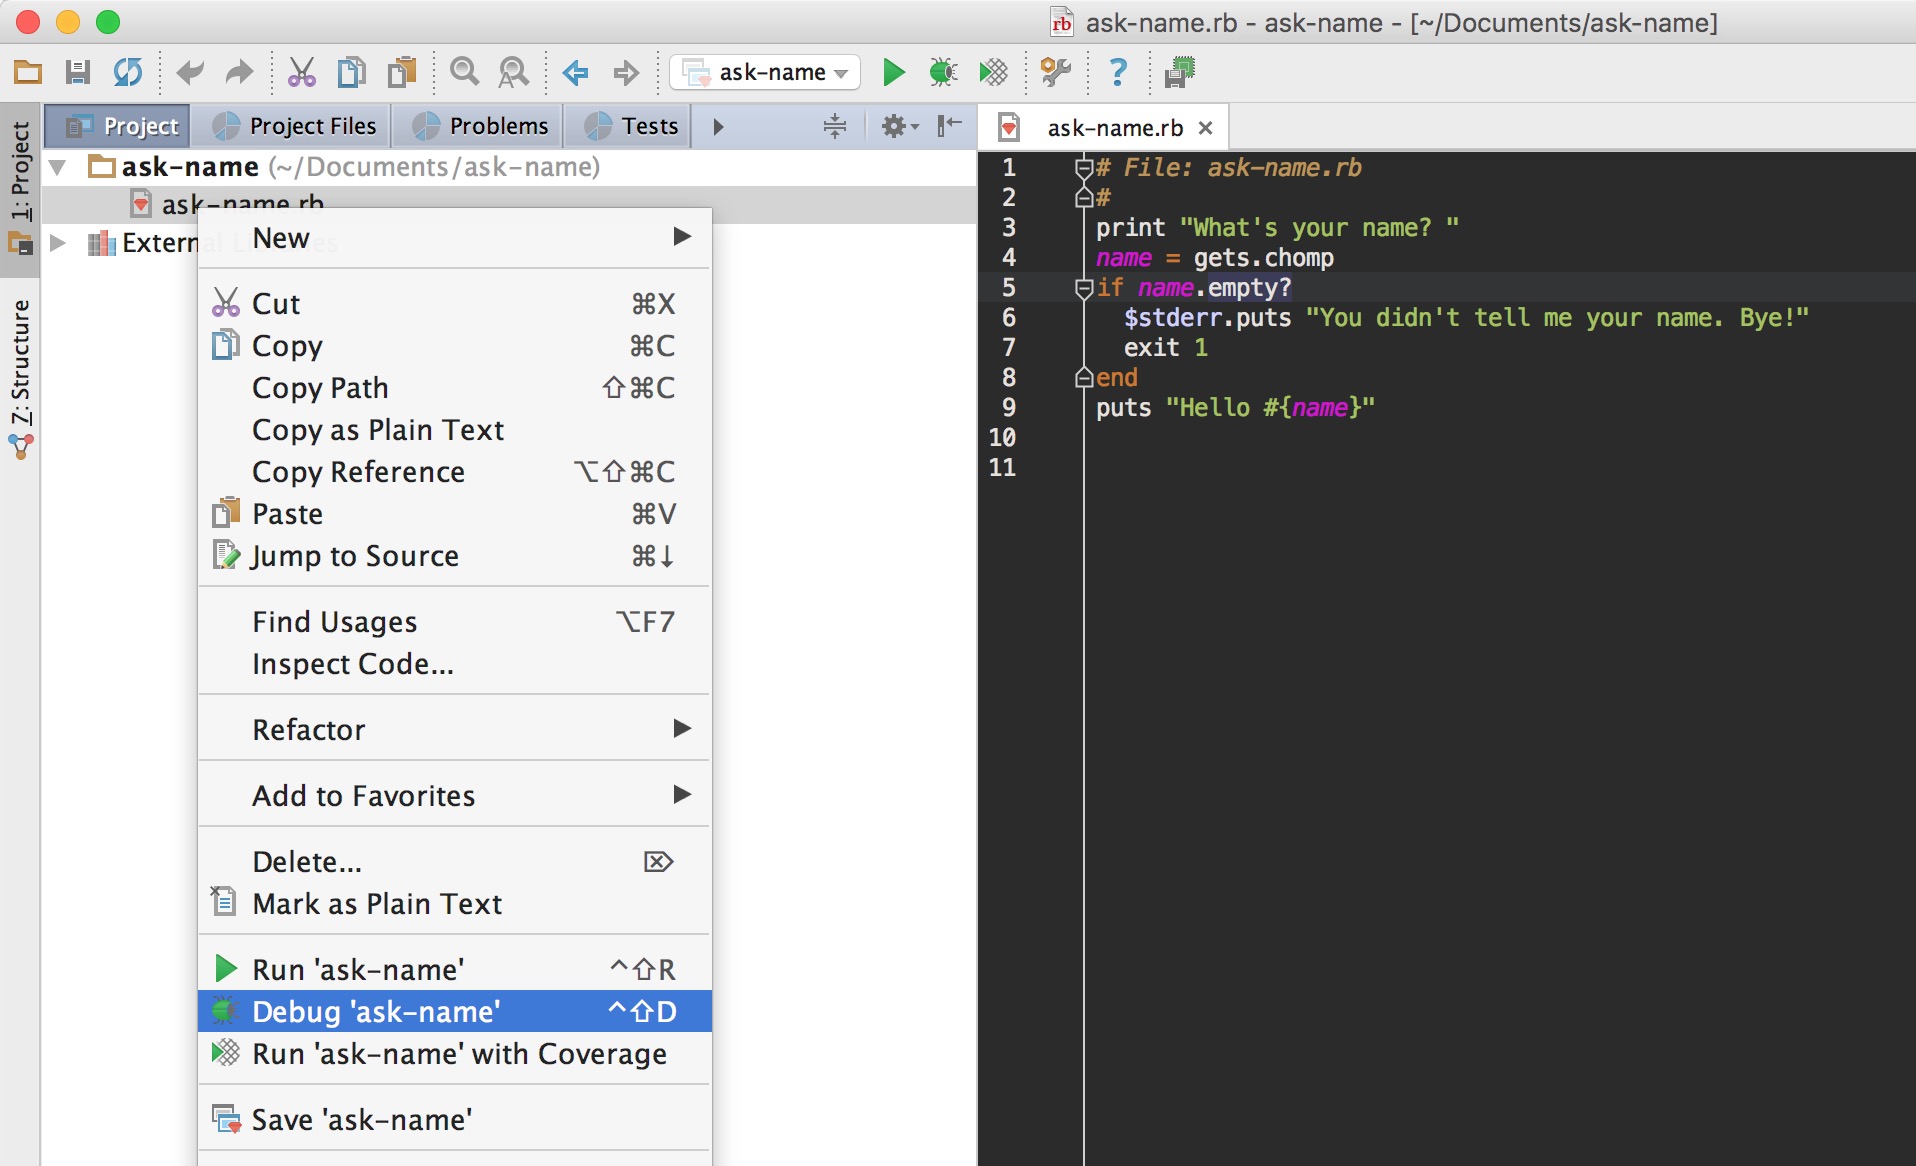 ask-name.rb - ask-name - [~/Documents/ask-name]
ask-name
?
1: Project
7: Structure
Project
Project Files
Problems
Tests
ask-name (~/Documents/ask-name)
ask-name.rb
External Libraries
New
Cut ⌘X
Copy ⌘C
Copy Path ⇧⌘C
Copy as Plain Text
Copy Reference ⌥⇧⌘C
Paste ⌘V
Jump to Source ⌘↓
Find Usages ⌥F7
Inspect Code...
Refactor
Add to Favorites
Delete... ⌦
Mark as Plain Text
Run 'ask-name' ^⇧R
Debug 'ask-name' ^⇧D
Run 'ask-name' with Coverage
Save 'ask-name'
ask-name.rb
1 # File: ask-name.rb
2 #
3 print "What's your name? "
4 name = gets.chomp
5 if name.empty?
6 $stderr.puts "You didn't tell me your name. Bye!"
7 exit 1
8 end
9 puts "Hello #{name}"
10
11